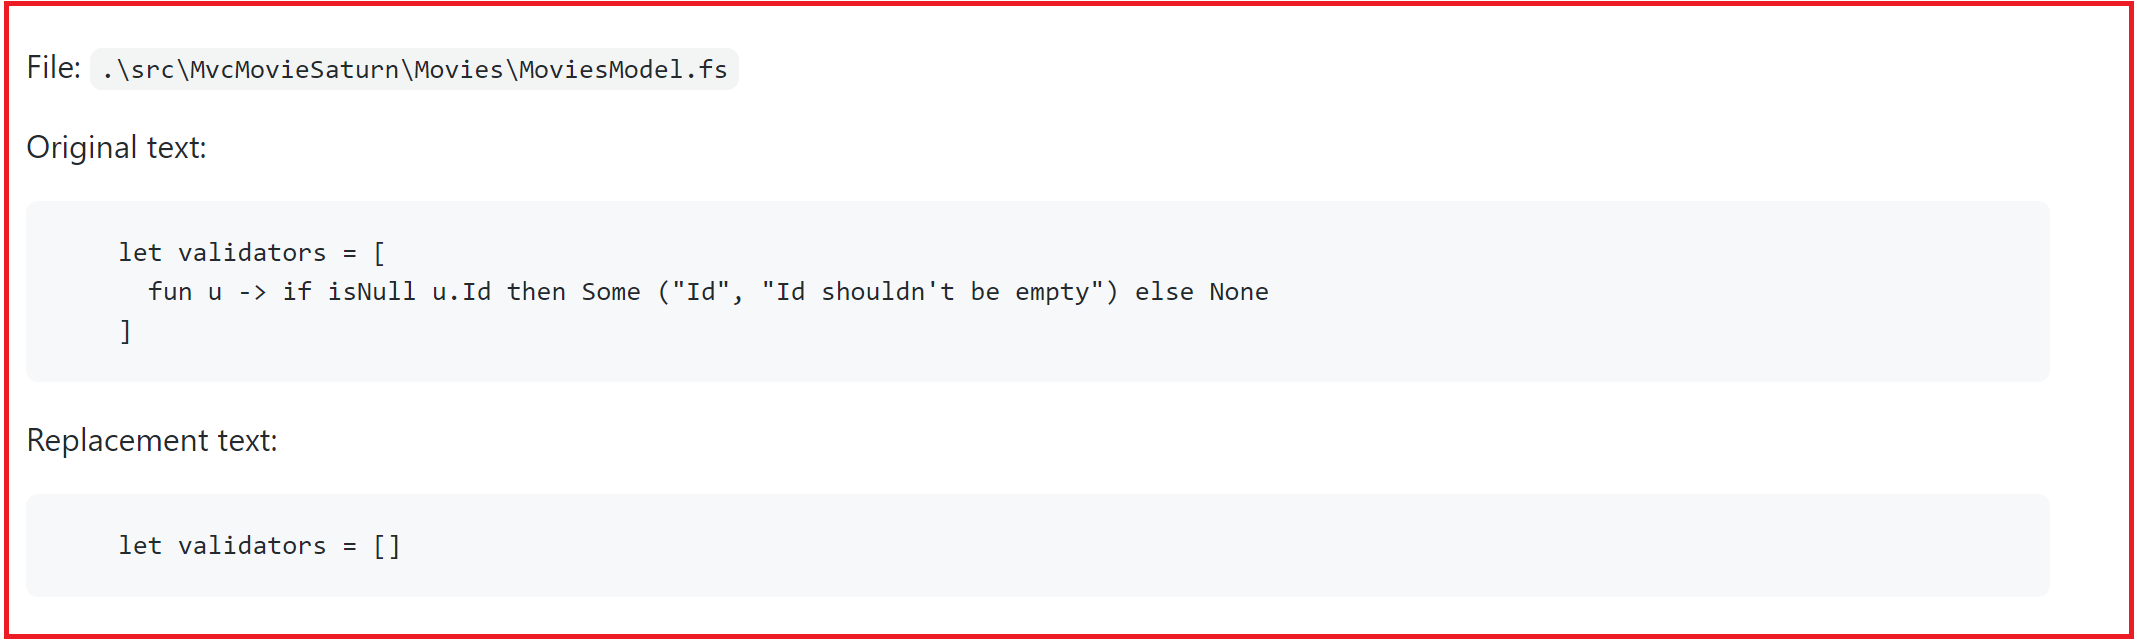 File: .\src\MvcMovieSaturn\Movies\MoviesModel.fs
Original text:
let validators = [
  fun u -> if isNull u.Id then Some ("Id", "Id shouldn't be empty") else None
]
Replacement text:
let validators = []